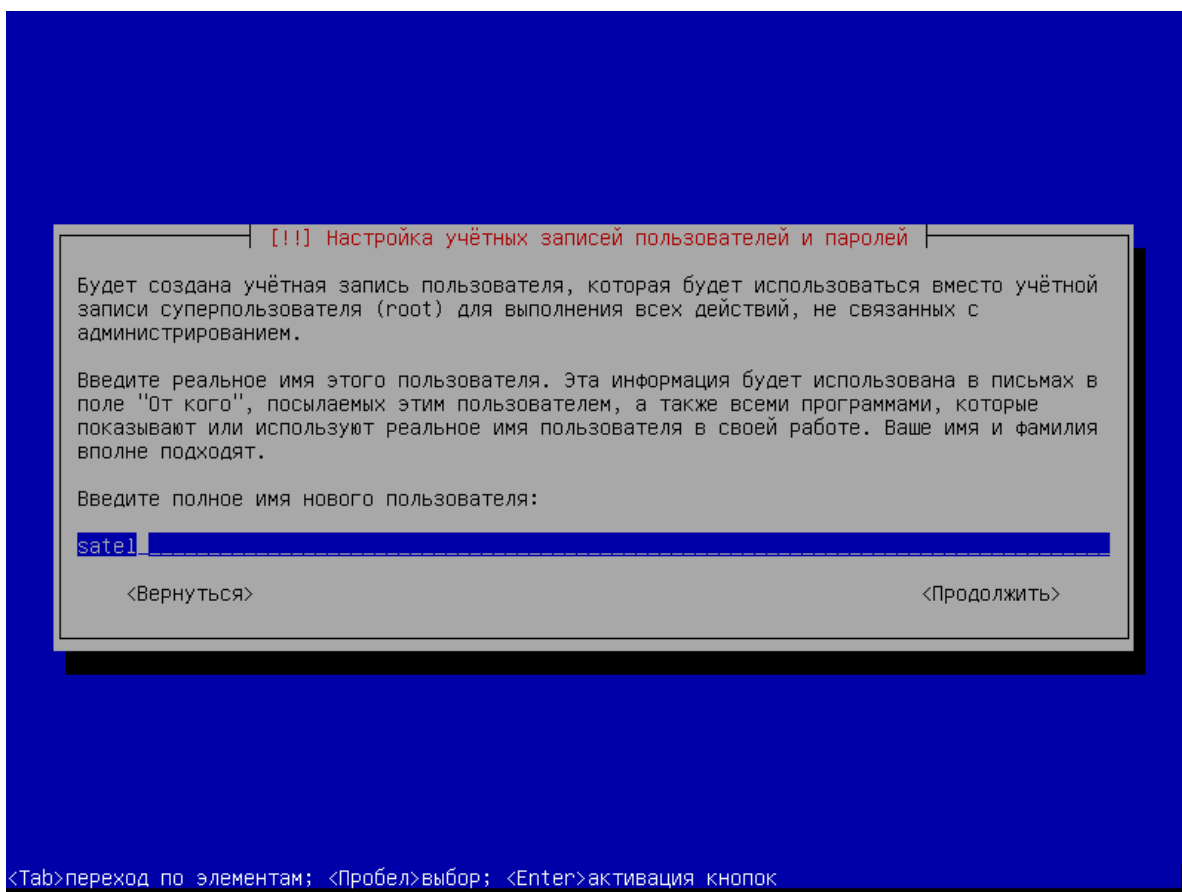 [!!] Настройка учётных записей пользователей и паролей
Будет создана учётная запись пользователя, которая будет использоваться вместо учётной
записи суперпользователя (root) для выполнения всех действий, не связанных с
администрированием.
Введите реальное имя этого пользователя. Эта информация будет использована в письмах в
поле "От кого", посылаемых этим пользователем, а также всеми программами, которые
показывают или используют реальное имя пользователя в своей работе. Ваше имя и фамилия
вполне подходят.
Введите полное имя нового пользователя:
satel
<Вернуться> <Продолжить>
<Tab>переход по элементам; <Пробел>выбор; <Enter>активация кнопок